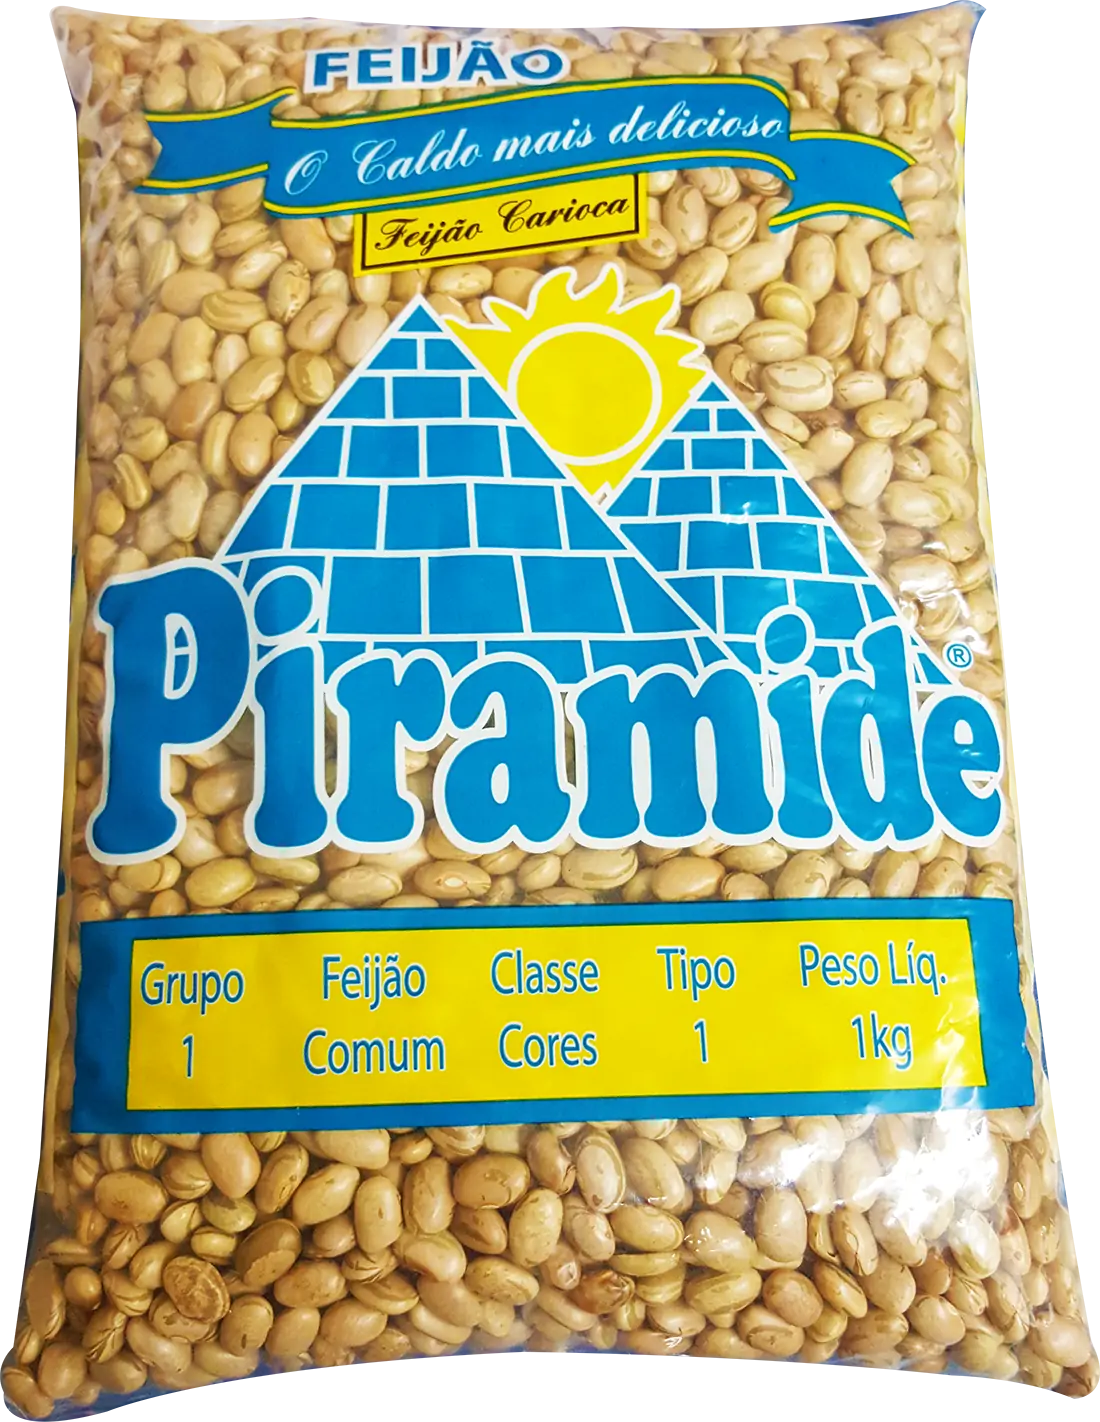 FEIJÃO
O Caldo mais delicioso
Feijão Carioca
Piramide®
Grupo Feijão Classe Tipo Peso Líq.
1 Comum Cores 1 1kg